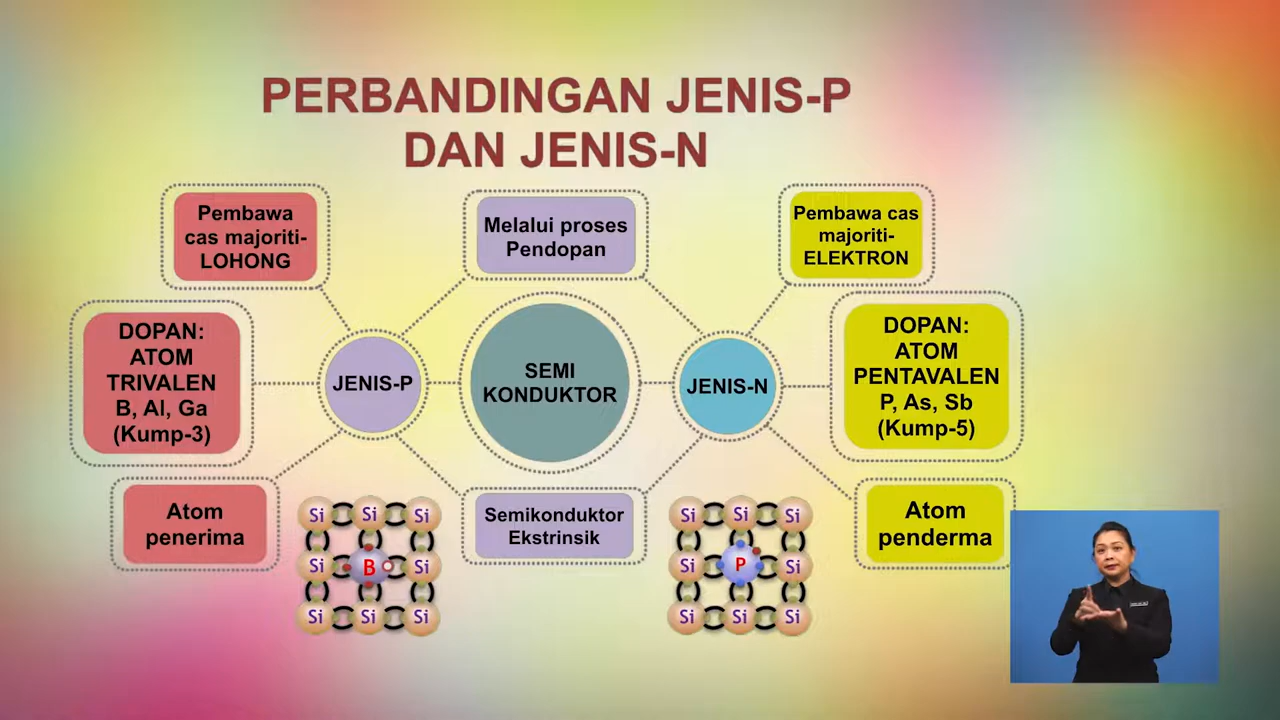 PERBANDINGAN JENIS-P
DAN JENIS-N
Pembawa
cas majoriti-
LOHONG
Melalui proses
Pendopan
Pembawa cas
majoriti-
ELEKTRON
DOPAN:
ATOM
TRIVALEN
B, Al, Ga
(Kump-3)
JENIS-P
SEMI
KONDUKTOR
JENIS-N
DOPAN:
ATOM
PENTAVALEN
P, As, Sb
(Kump-5)
Atom
penerima
Si Si Si
Si B Si
Si Si Si
Semikonduktor
Ekstrinsik
Si Si Si
Si P Si
Si Si Si
Atom
penderma